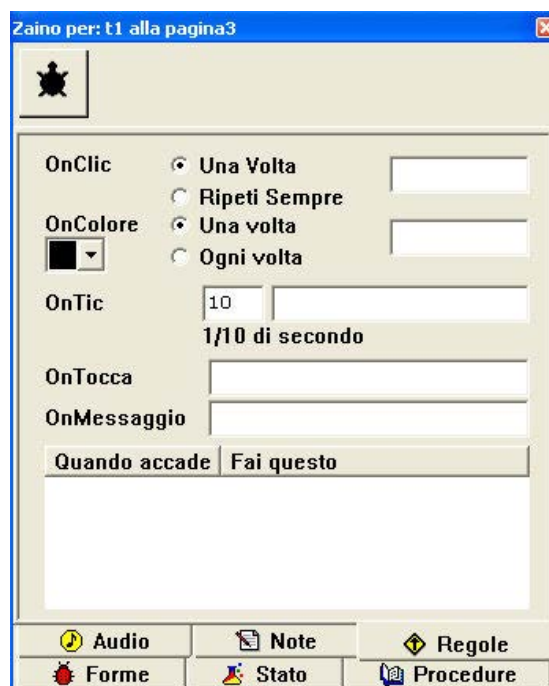 Zaino per: t1 alla pagina3
OnClic Una Volta
Ripeti Sempre
OnColore Una volta
Ogni volta
OnTic 10
1/10 di secondo
OnTocca
OnMessaggio
Quando accade Fai questo
Audio Note Regole
Forme Stato Procedure